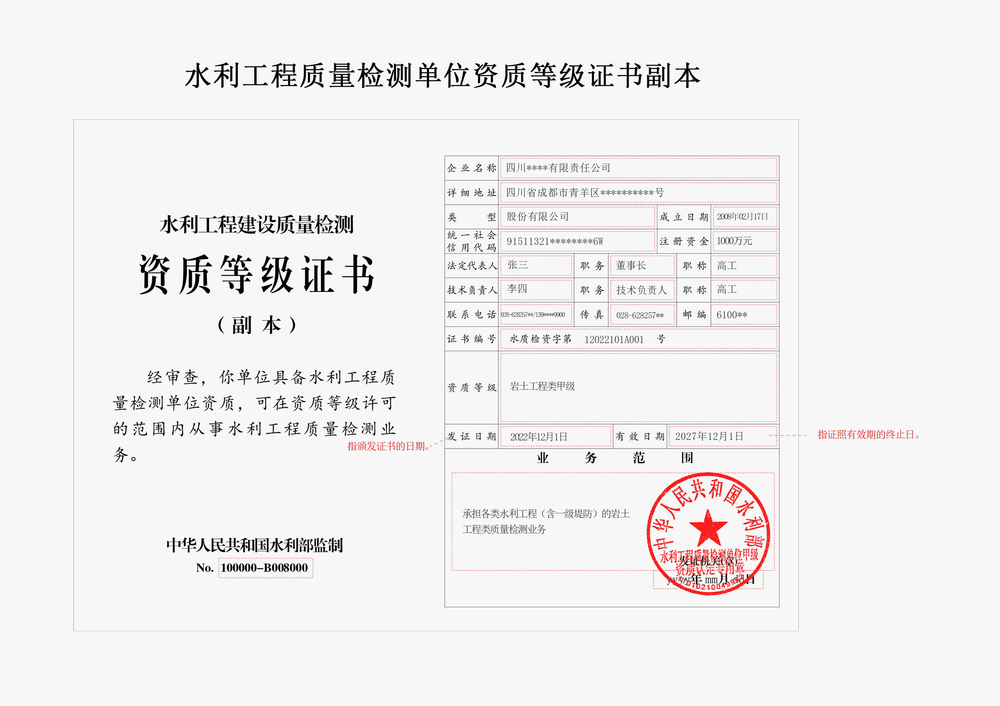 水利工程质量检测单位资质等级证书副本
水利工程建设质量检测
资质等级证书
（副 本）
经审查，你单位具备水利工程质
量检测单位资质，可在资质等级许可
的范围内从事水利工程质量检测业
务。
中华人民共和国水利部监制
No. 100000-B008000
企业名称 四川****有限责任公司
详细地址 四川省成都市青羊区**********号
类 型 股份有限公司 成立日期 2008年02月17日
统一社会
信用代码 91511321********6W 注册资金 1000万元
法定代表人 张三 职务 董事长 职称 高工
技术负责人 李四 职务 技术负责人 职称 高工
联系电话 028-628257**/139****9900 传真 028-628257** 邮编 6100**
证书编号 水质检资字第 12022101A001 号
资质等级 岩土工程类甲级
发证日期 2022年12月1日 有效日期 2027年12月1日
指颁发证书的日期。
指证照有效期的终止日。
业 务 范 围
承担各类水利工程（含一级堤防）的岩土
工程类质量检测业务
中华人民共和国水利部
水利工程质量检测单位甲级
发证机关(章)
资质认定专用章
yyyy年 mm月 dd日